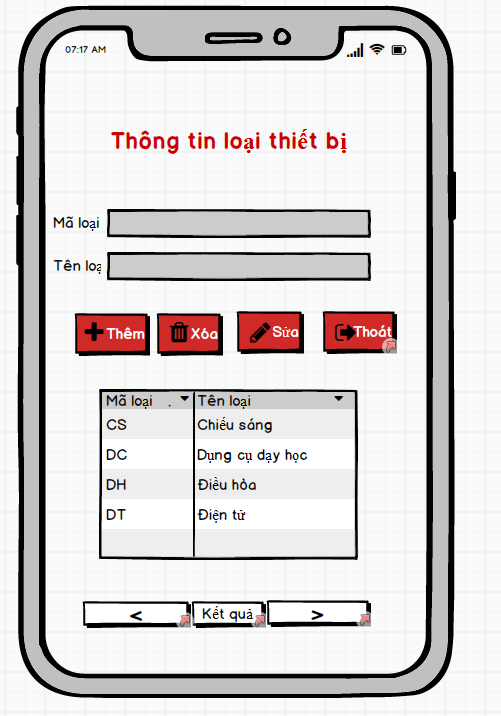 07:17 AM
Thông tin loại thiết bị
Mã loại
Tên loạ
Thêm Xóa Sửa Thoát
Mã loại . Tên loại
CS Chiếu sáng
DC Dụng cụ dạy học
DH Điều hòa
DT Điện tử
< Kết quả >